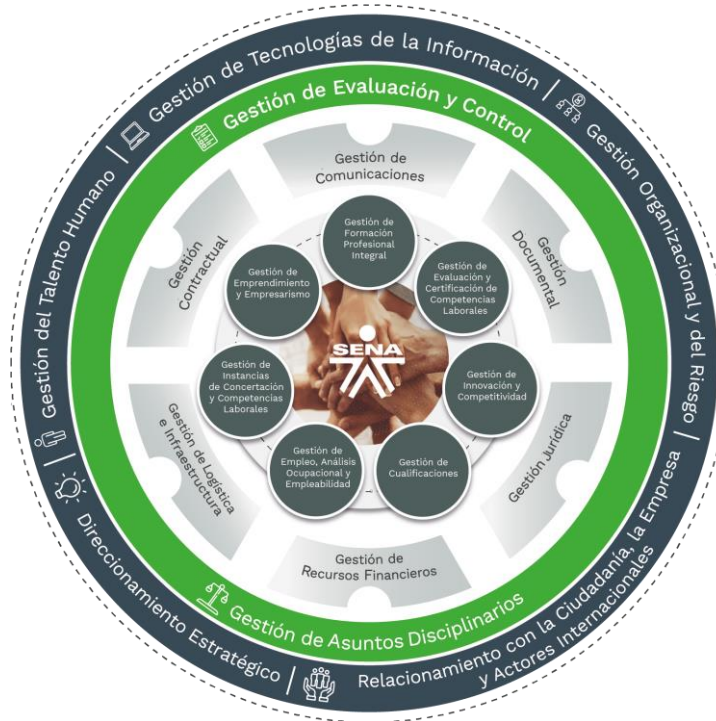 Gestión de Tecnologías de la Información
Gestión Organizacional y del Riesgo
Relacionamiento con la Ciudadanía, la Empresa
y Actores Internacionales
Direccionamiento Estratégico
Gestión del Talento Humano
Gestión de Evaluación y Control
Gestión de Asuntos Disciplinarios
Gestión de
Comunicaciones
Gestión
Documental
Gestión Jurídica
Gestión de
Recursos Financieros
Gestión de Logística
e Infraestructura
Gestión
Contractual
Gestión de
Formación
Profesional
Integral
Gestión de
Evaluación y
Certificación de
Competencias
Laborales
Gestión de
Innovación y
Competitividad
Gestión de
Cualificaciones
Gestión de
Empleo, Análisis
Ocupacional y
Empleabilidad
Gestión de
Instancias
de Concertación
y Competencias
Laborales
Gestión de
Emprendimiento
y Empresarismo
SENA